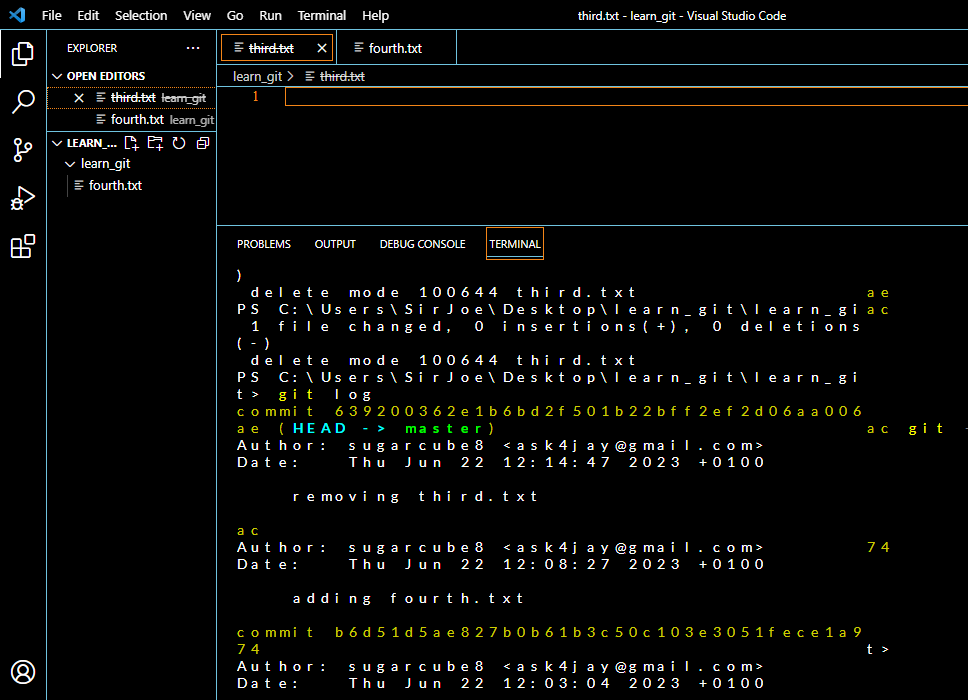 File Edit Selection View Go Run Terminal Help third.txt - learn_git - Visual Studio Code
EXPLORER ...
third.txt
fourth.txt
OPEN EDITORS
third.txt learn_git
fourth.txt learn_git
LEARN_...
learn_git
fourth.txt
learn_git > third.txt
1
PROBLEMS OUTPUT DEBUG CONSOLE TERMINAL
)
delete mode 100644 third.txt ae
PS C:\Users\SirJoe\Desktop\learn_git\learn_gi ac
1 file changed, 0 insertions(+), 0 deletions
(-)
delete mode 100644 third.txt
PS C:\Users\SirJoe\Desktop\learn_git\learn_gi
t> git log
commit 639200362e1b6bd2f501b22bff2ef2d06aa006
ae (HEAD -> master) ac git -
Author: sugarcube8 <ask4jay@gmail.com>
Date: Thu Jun 22 12:14:47 2023 +0100
removing third.txt
ac
Author: sugarcube8 <ask4jay@gmail.com> 74
Date: Thu Jun 22 12:08:27 2023 +0100
adding fourth.txt
commit b6d51d5ae827b0b61b3c50c103e3051fece1a9
74 t>
Author: sugarcube8 <ask4jay@gmail.com>
Date: Thu Jun 22 12:03:04 2023 +0100